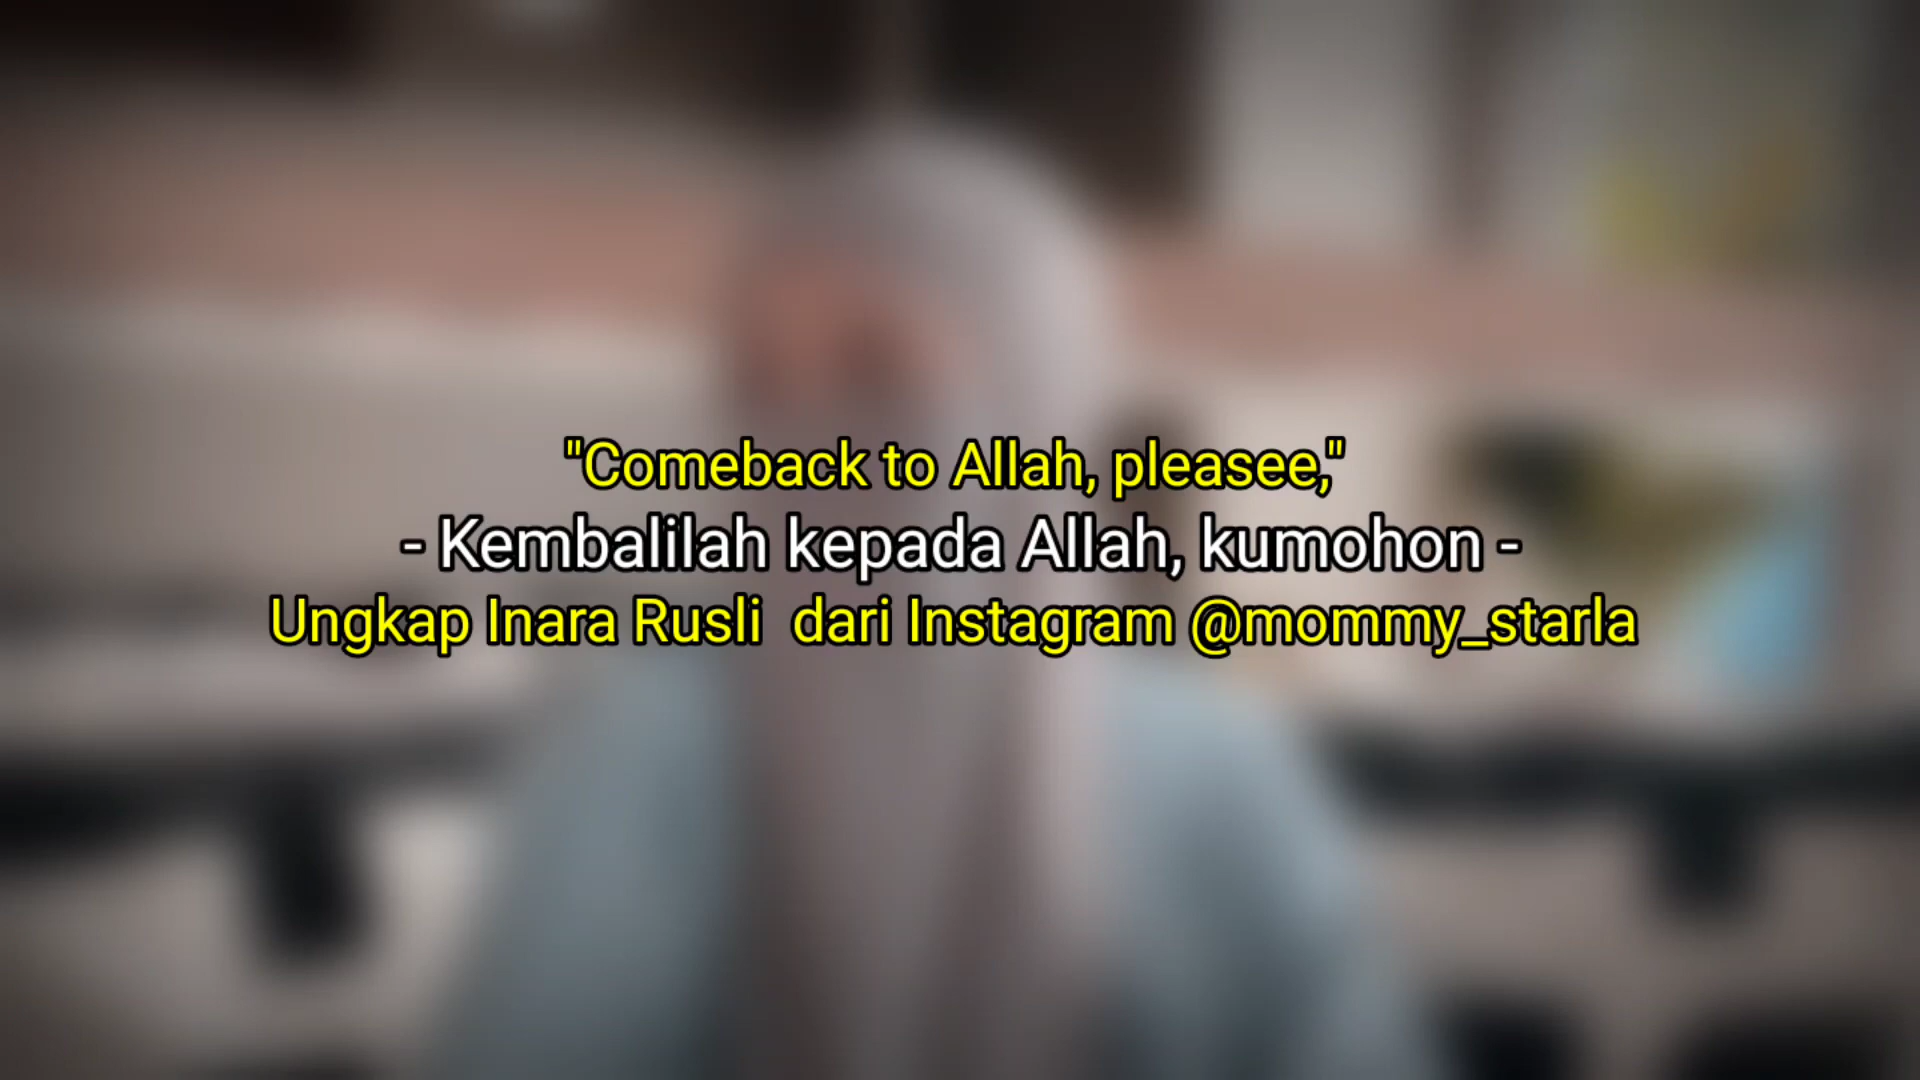 "Comeback to Allah, pleasee,"
- Kembalilah kepada Allah, kumohon -
Ungkap Inara Rusli  dari Instagram @mommy_starla